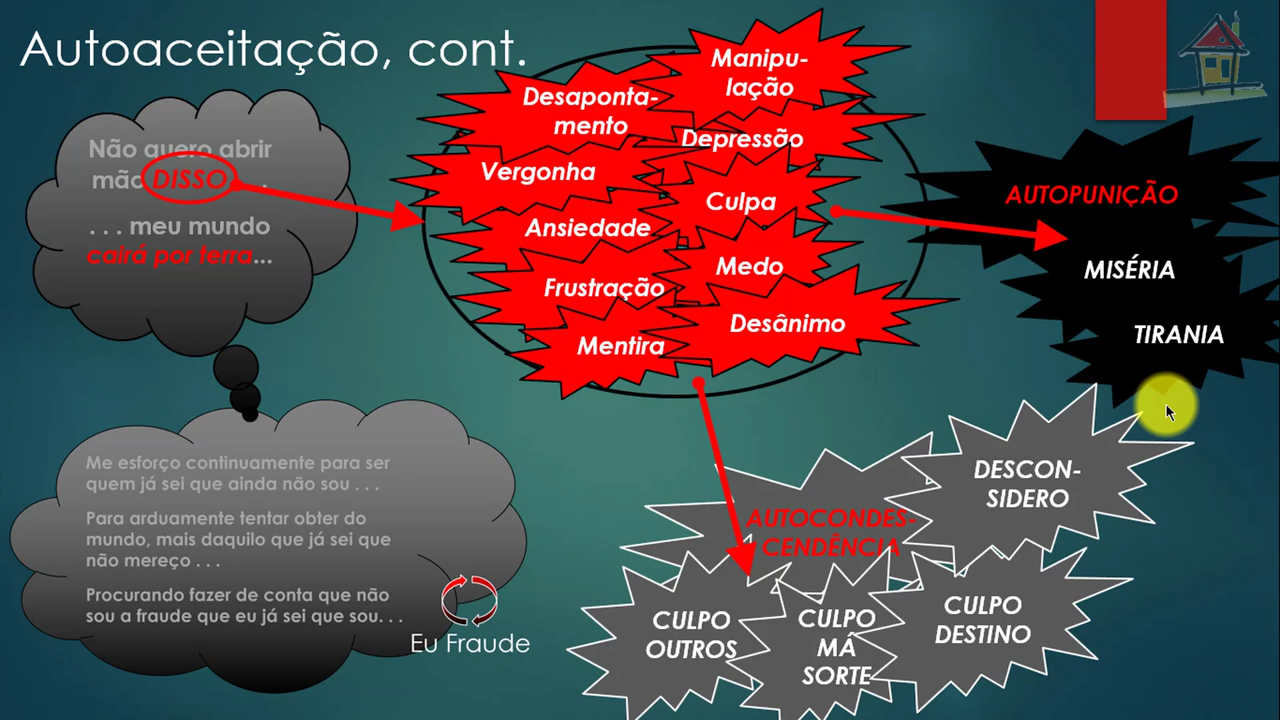 Autoaceitação, cont.
Não quero abrir
mão DISSO . . .
. . . meu mundo
cairá por terra...
Me esforço continuamente para ser
quem já sei que ainda não sou . . .
Para arduamente tentar obter do
mundo, mais daquilo que já sei que
não mereço . . .
Procurando fazer de conta que não
sou a fraude que eu já sei que sou. . .
Eu Fraude
Manipu-
lação
Desaponta-
mento
Depressão
Vergonha
Culpa
Ansiedade
Medo
Frustração
Desânimo
Mentira
AUTOPUNIÇÃO
MISÉRIA
TIRANIA
AUTOCONDES-
CENDÊNCIA
DESCON-
SIDERO
CULPO
OUTROS
CULPO
MÁ
SORTE
CULPO
DESTINO